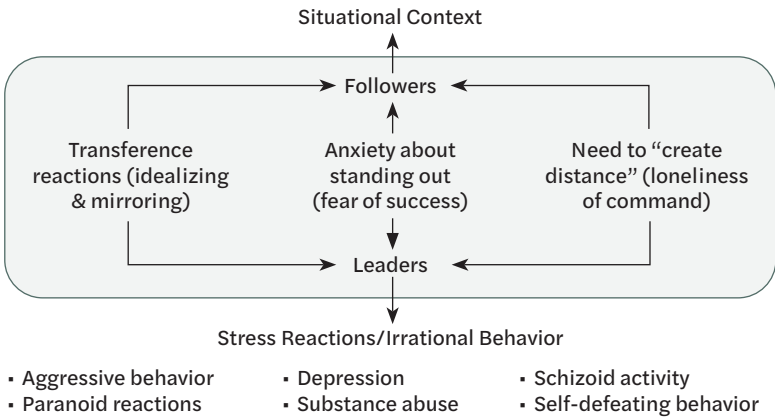 Situational Context
Followers
Transference
reactions (idealizing
& mirroring)
Anxiety about
standing out
(fear of success)
Need to “create
distance” (loneliness
of command)
Leaders
Stress Reactions/Irrational Behavior
▪ Aggressive behavior
▪ Paranoid reactions
▪ Depression
▪ Substance abuse
▪ Schizoid activity
▪ Self-defeating behavior